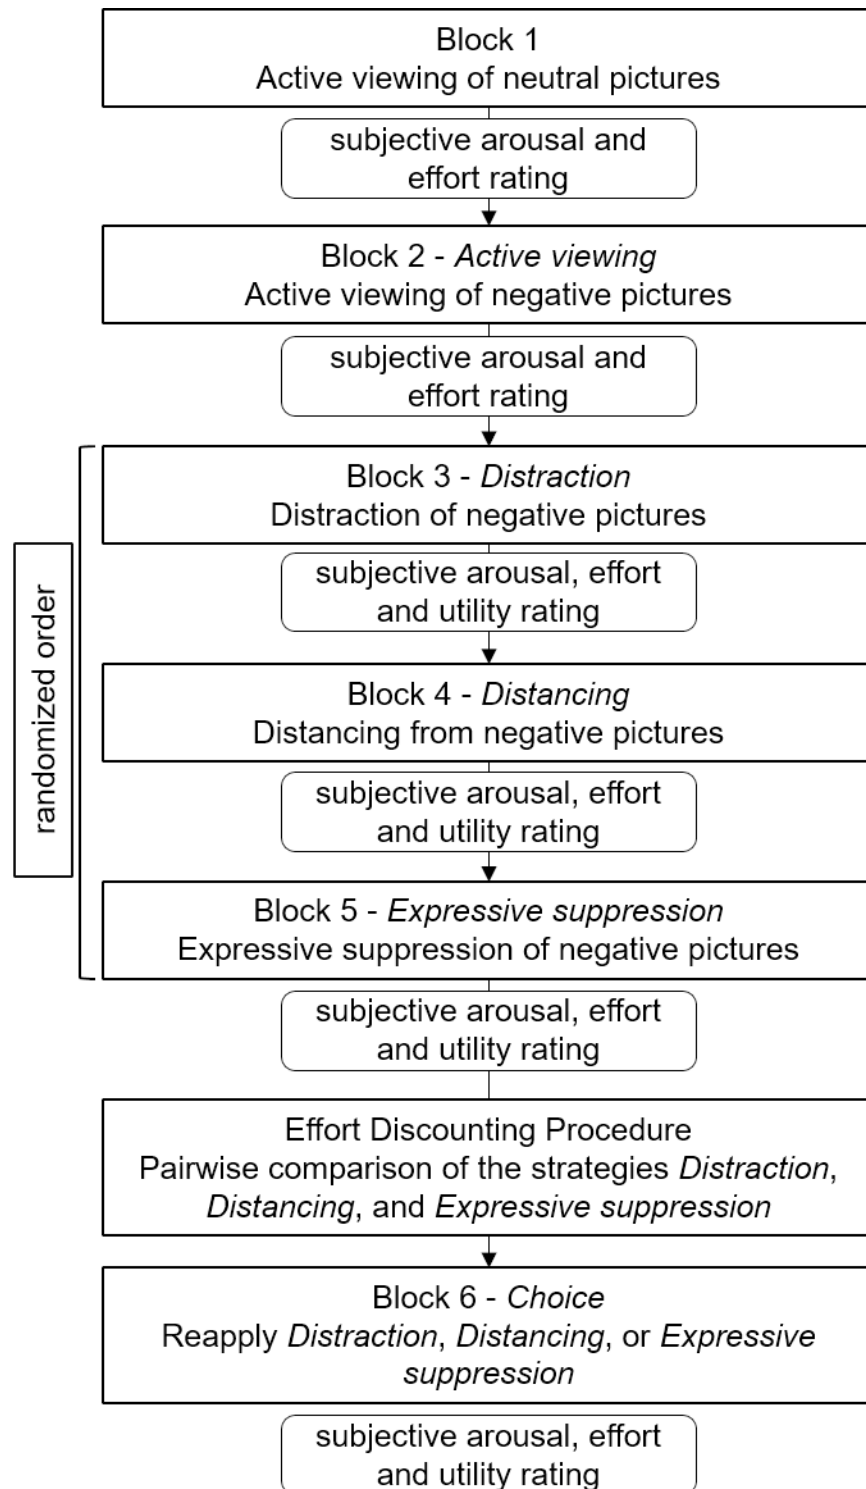 Block 1
Active viewing of neutral pictures
subjective arousal and
effort rating
Block 2 - Active viewing
Active viewing of negative pictures
subjective arousal and
effort rating
randomized order
Block 3 - Distraction
Distraction of negative pictures
subjective arousal, effort
and utility rating
Block 4 - Distancing
Distancing from negative pictures
subjective arousal, effort
and utility rating
Block 5 - Expressive suppression
Expressive suppression of negative pictures
subjective arousal, effort
and utility rating
Effort Discounting Procedure
Pairwise comparison of the strategies Distraction,
Distancing, and Expressive suppression
Block 6 - Choice
Reapply Distraction, Distancing, or Expressive
suppression
subjective arousal, effort
and utility rating